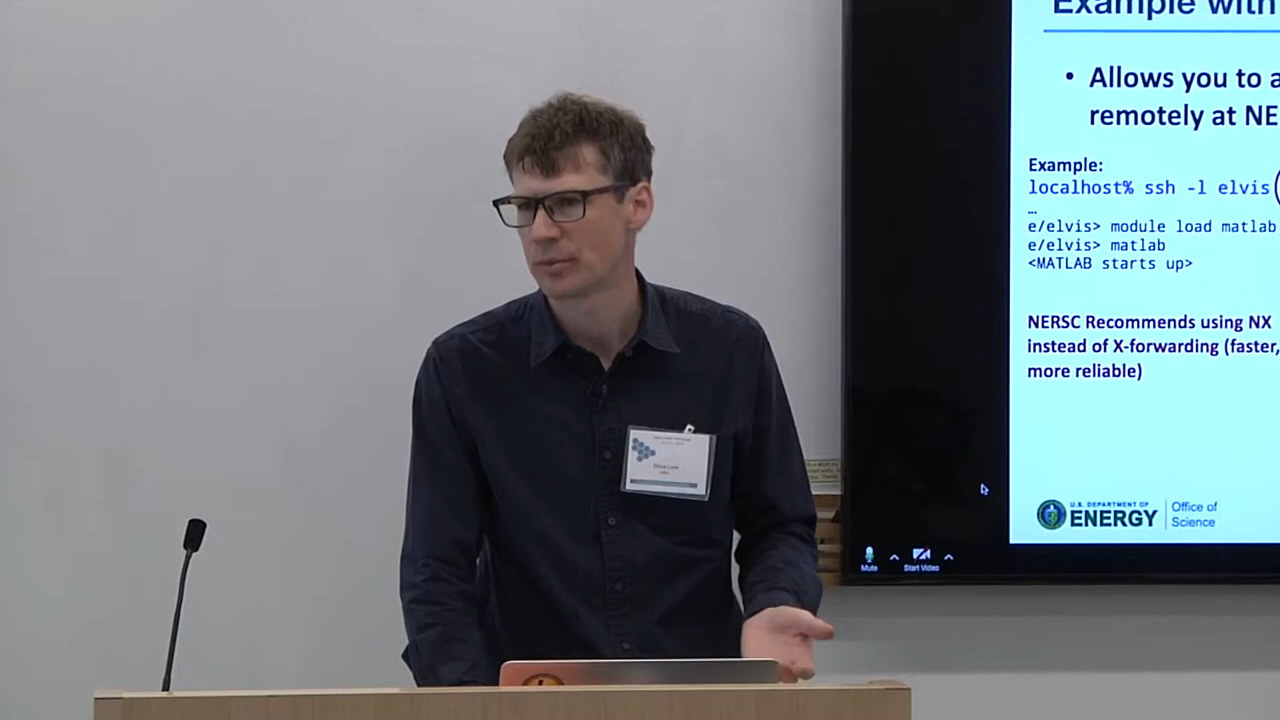 Example with
• Allows you to a
remotely at NE
Example:
localhost% ssh -l elvis
…
e/elvis> module load matlab
e/elvis> matlab
<MATLAB starts up>
NERSC Recommends using NX
instead of X-forwarding (faster,
more reliable)
U.S. DEPARTMENT OF
ENERGY
Office of
Science
Mute
Start Video